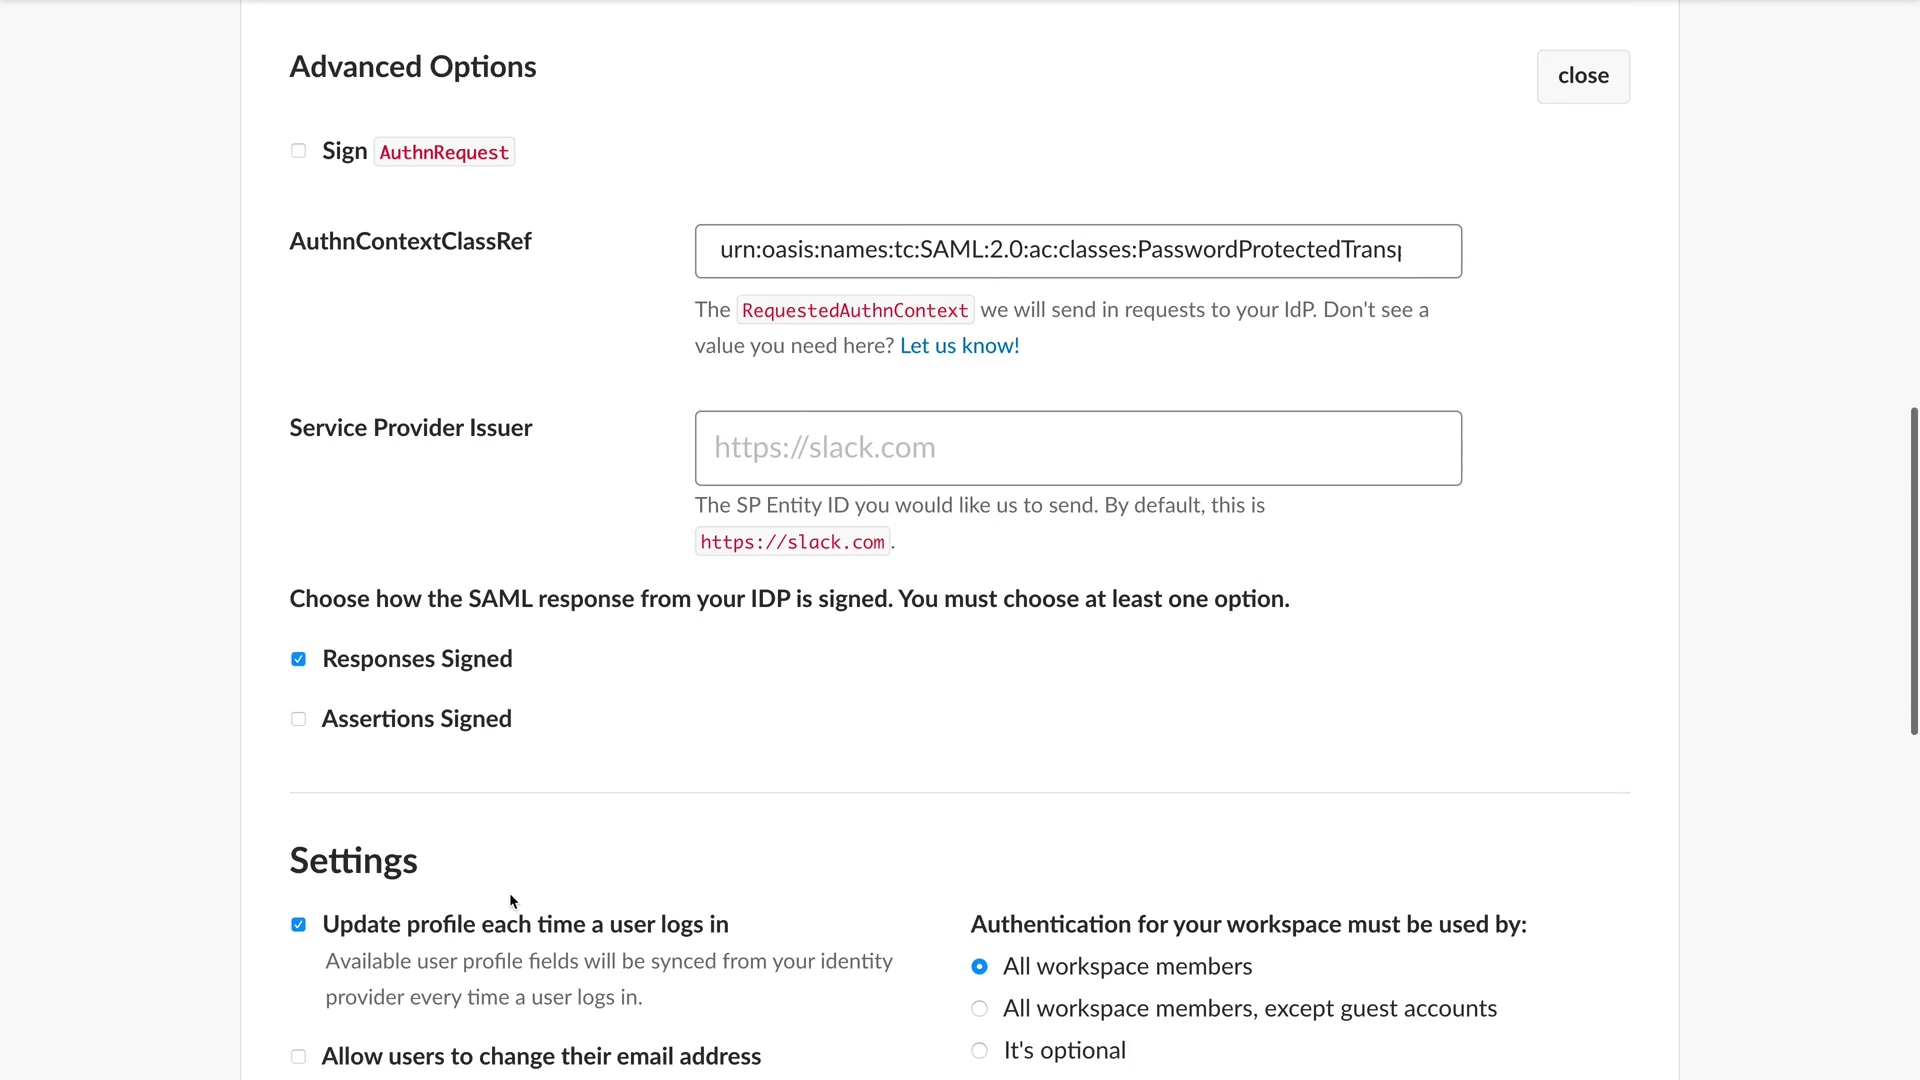 Advanced Options
close
Sign AuthnRequest
AuthnContextClassRef
urn:oasis:names:tc:SAML:2.0:ac:classes:PasswordProtectedTransp
The RequestedAuthnContext we will send in requests to your IdP. Don't see a
value you need here? Let us know!
Service Provider Issuer
https://slack.com
The SP Entity ID you would like us to send. By default, this is
https://slack.com.
Choose how the SAML response from your IDP is signed. You must choose at least one option.
Responses Signed
Assertions Signed
Settings
Update profile each time a user logs in
Available user profile fields will be synced from your identity
provider every time a user logs in.
Allow users to change their email address
Authentication for your workspace must be used by:
All workspace members
All workspace members, except guest accounts
It's optional